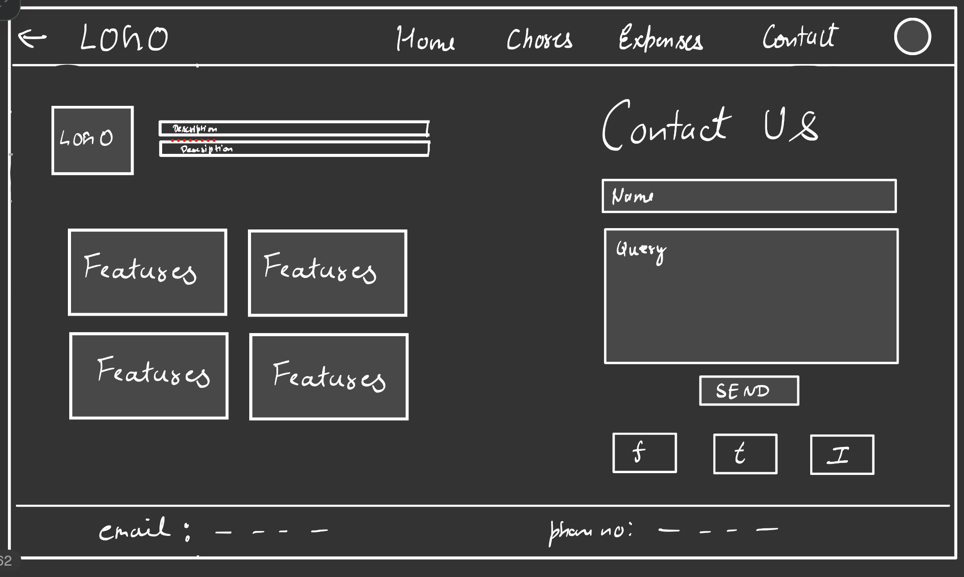 ← LOGO Home Chores Expenses Contact
LOGO
Description
Description
Features Features
Features Features
Contact US
Name
Query
SEND
f t I
email : _ _ _ _ phone no: _ _ _ _
62